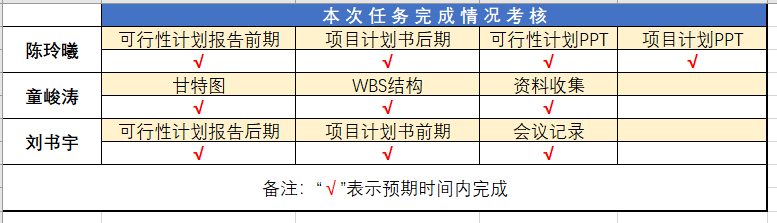 本次任务完成情况考核
陈玲曦 可行性计划报告前期 项目计划书后期 可行性计划PPT 项目计划PPT
√ √ √ √
童峻涛 甘特图 WBS结构 资料收集
√ √ √
刘书宇 可行性计划报告后期 项目计划书前期 会议记录
√ √ √
备注：“√”表示预期时间内完成